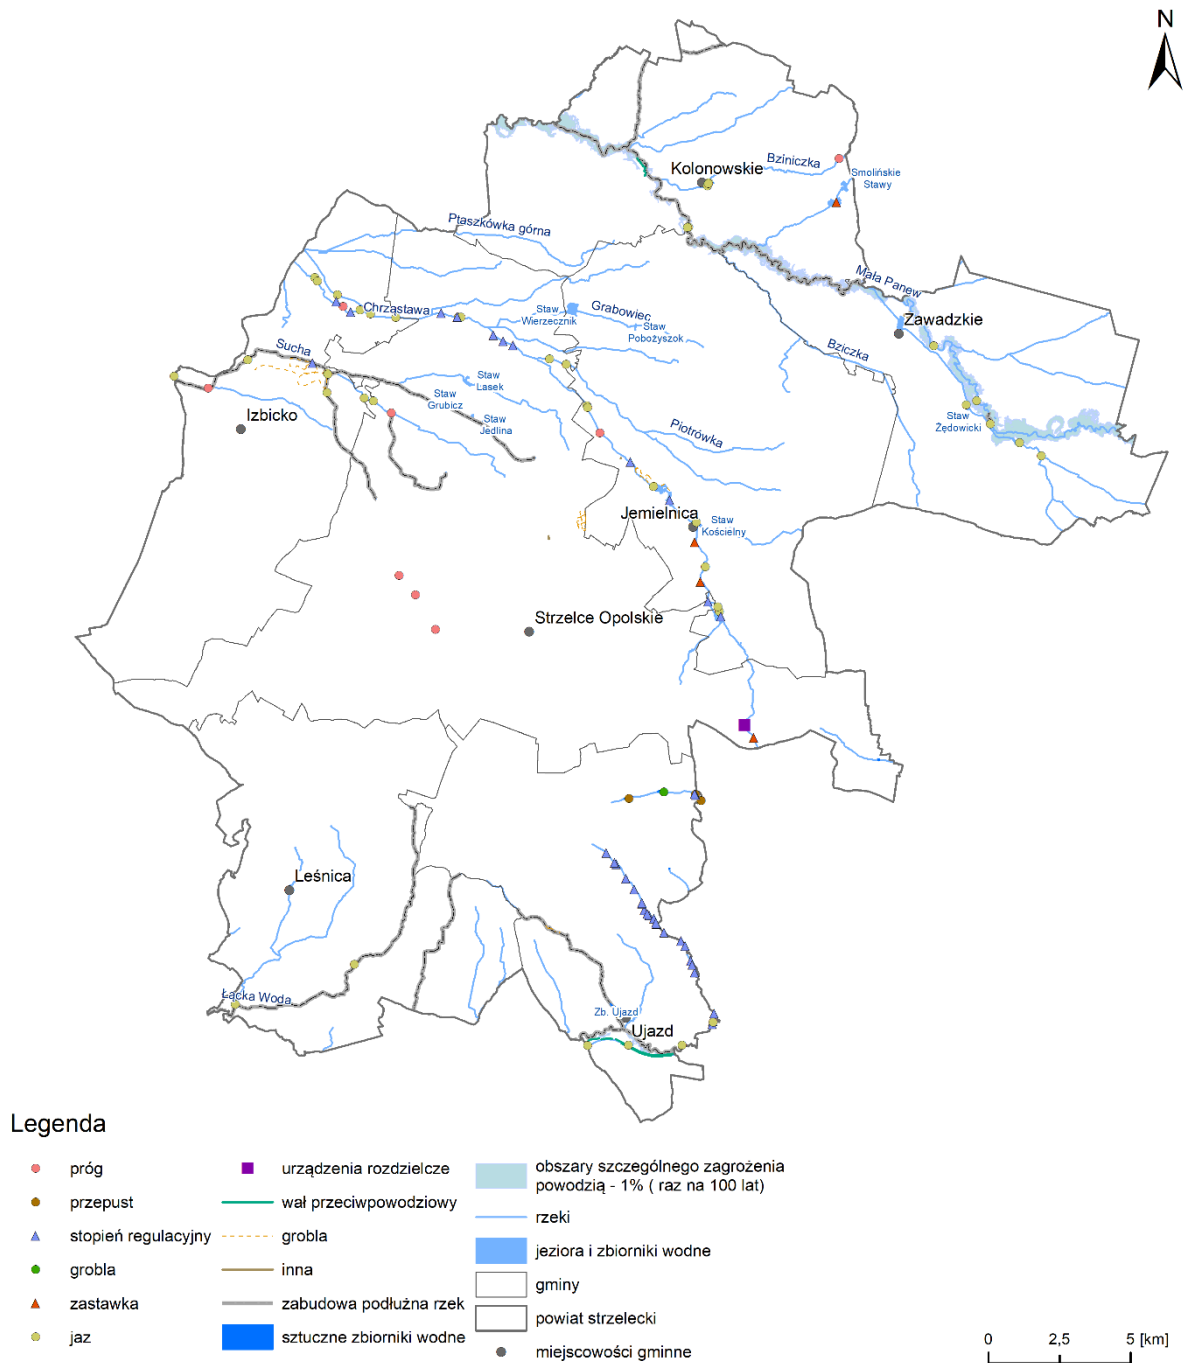 N
Kolonowskie
Bziniczka
Smolińskie
Stawy
Ptaszkówka górna
Mała Panew
Chrząstawa
Staw
Wierzecznik
Grabowiec
Staw
Pobożyszok
Zawadzkie
Sucha
Bziczka
Staw
Lasek
Staw
Grubicz
Izbicko
Staw
Jedlina
Piotrówka
Staw
Żędowicki
Jemielnica
Staw
Kościelny
Strzelce Opolskie
Leśnica
Łącka Woda
Zb. Ujazd
Ujazd
Legenda
próg
przepust
stopień regulacyjny
grobla
zastawka
jaz
urządzenia rozdzielcze
wał przeciwpowodziowy
grobla
inna
zabudowa podłużna rzek
sztuczne zbiorniki wodne
obszary szczególnego zagrożenia
powodzią - 1% ( raz na 100 lat)
rzeki
jeziora i zbiorniki wodne
gminy
powiat strzelecki
miejscowości gminne
0 2,5 5 [km]